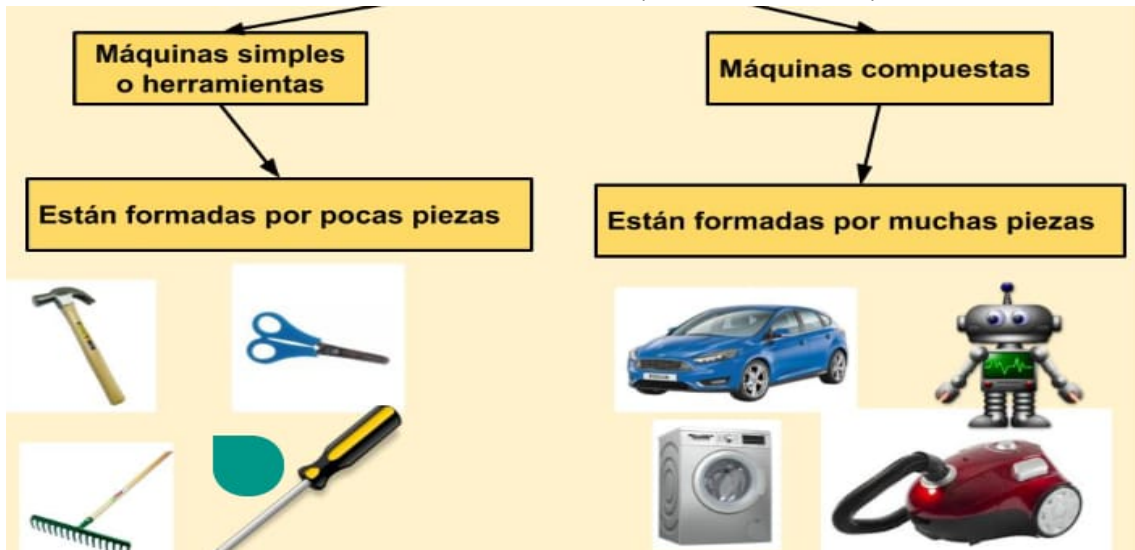 Máquinas simples
o herramientas
Máquinas compuestas
Están formadas por pocas piezas
Están formadas por muchas piezas